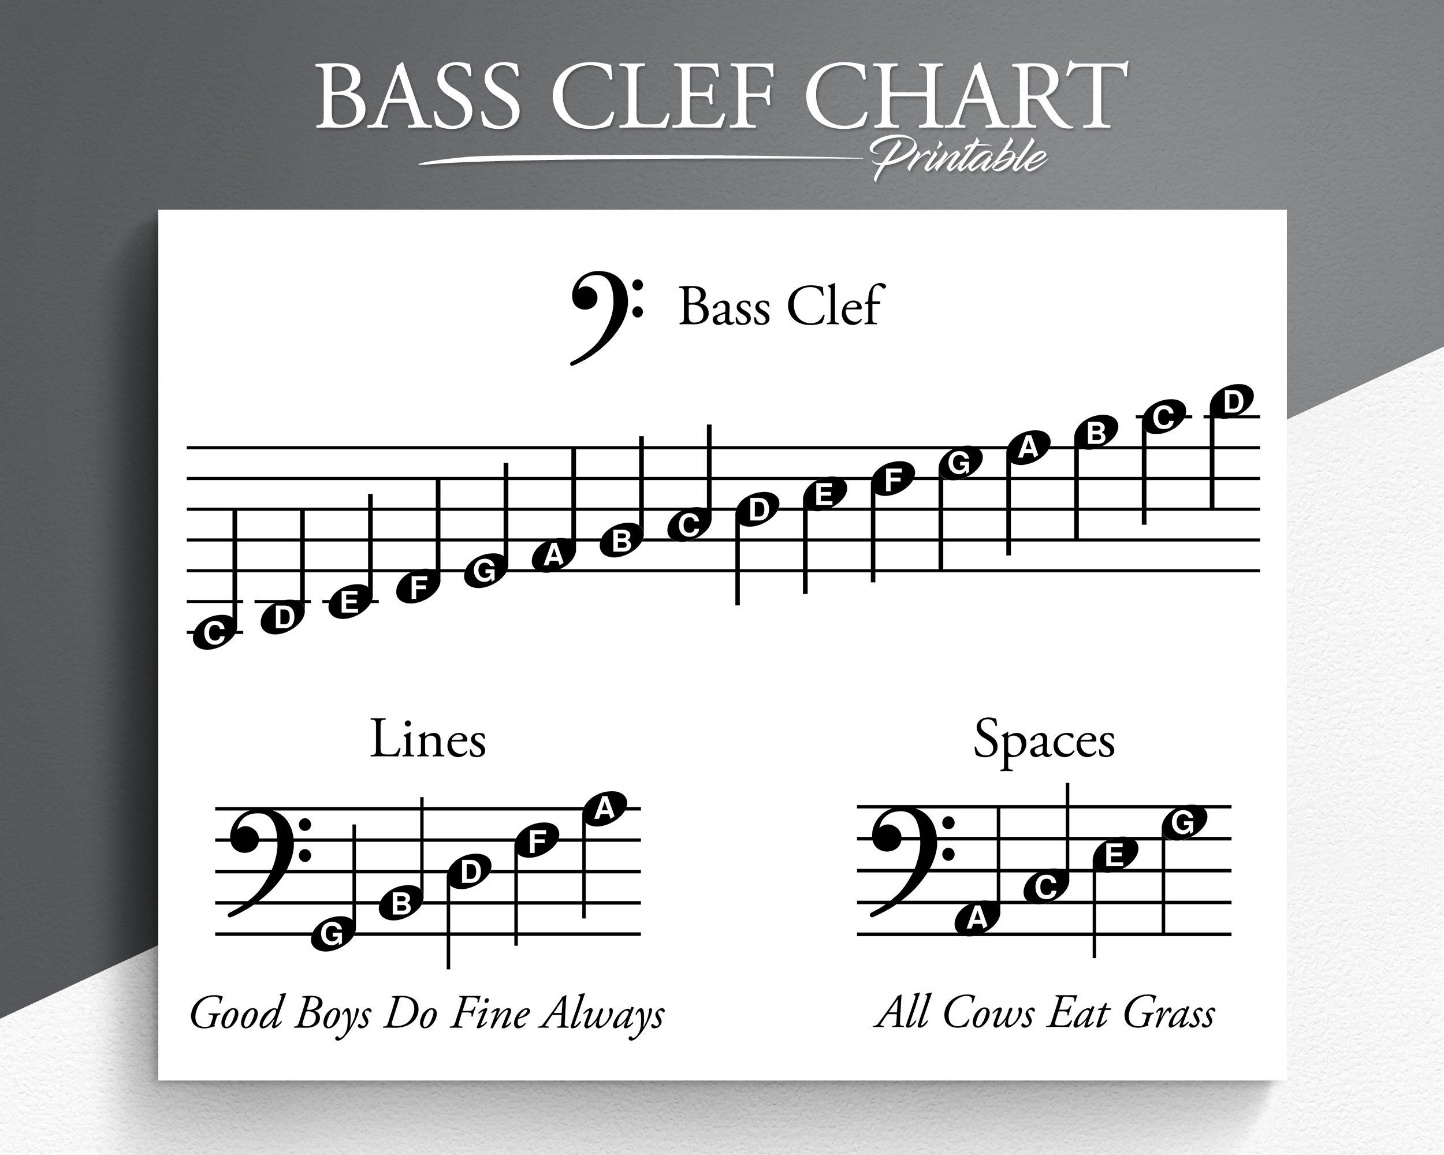 BASS CLEF CHART
Printable
Bass Clef
C D E F G A B C D E F G A B C D
Lines
G B D F A
Good Boys Do Fine Always
Spaces
A C E G
All Cows Eat Grass